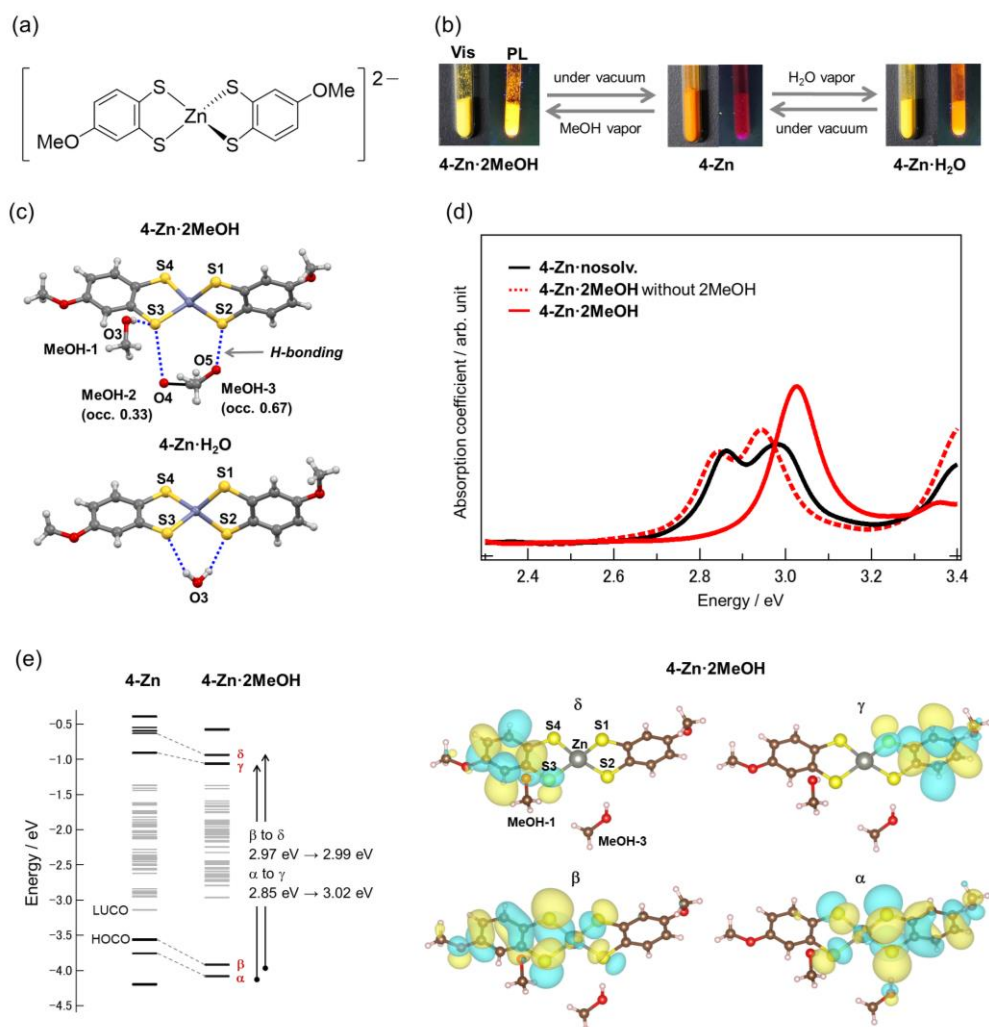 (a)
S
S
Zn
S
S
OMe
MeO
2−
(b)
Vis PL
under vacuum
MeOH vapor
H₂O vapor
under vacuum
4-Zn·2MeOH
4-Zn
4-Zn·H₂O
(c)
4-Zn·2MeOH
S4
S1
S3
S2
O3
MeOH-1
O5
H-bonding
O4
MeOH-2
(occ. 0.33)
MeOH-3
(occ. 0.67)
4-Zn·H₂O
S4
S1
S3
S2
O3
(d)
4-Zn·nosolv.
4-Zn·2MeOH without 2MeOH
4-Zn·2MeOH
Absorption coefficient / arb. unit
2.4 2.6 2.8 3.0 3.2 3.4
Energy / eV
(e)
4-Zn
4-Zn·2MeOH
Energy / eV
−0.5
−1.0
−1.5
−2.0
−2.5
−3.0
−3.5
−4.0
−4.5
LUCO
HOCO
δ
γ
β to δ
2.97 eV → 2.99 eV
α to γ
2.85 eV → 3.02 eV
β
α
4-Zn·2MeOH
δ
S4
S1
Zn
S3
S2
MeOH-1
MeOH-3
γ
β
α